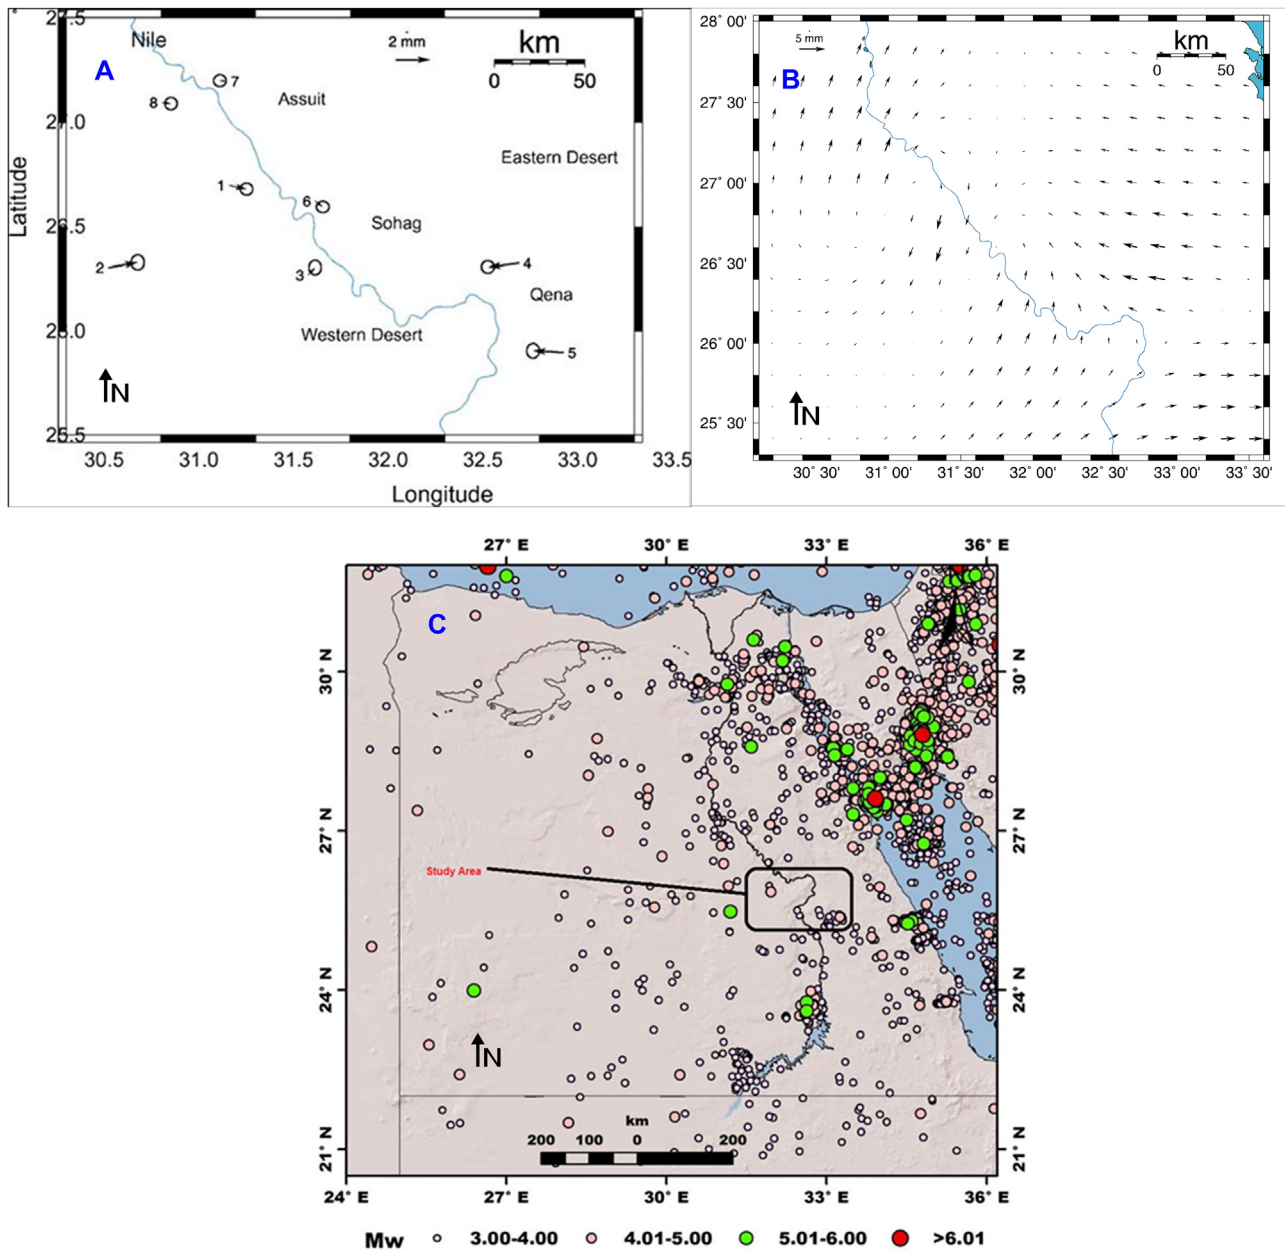 27.5
27.0
26.5
26.0
25.5
Latitude
Nile
A
2 mm
km
0 50
7
8
Assuit
Eastern Desert
1
6
Sohag
2
3
4
Qena
Western Desert
5
N
30.5 31.0 31.5 32.0 32.5 33.0 33.5
Longitude
28° 00'
27° 30'
27° 00'
26° 30'
26° 00'
25° 30'
5 mm
B
km
0 50
N
30° 30' 31° 00' 31° 30' 32° 00' 32° 30' 33° 00' 33° 30'
27° E 30° E 33° E 36° E
C
30° N
27° N
24° N
21° N
30° N
27° N
24° N
21° N
Study Area
N
km
200 100 0 200
24° E 27° E 30° E 33° E 36° E
Mw 3.00-4.00 4.01-5.00 5.01-6.00 >6.01